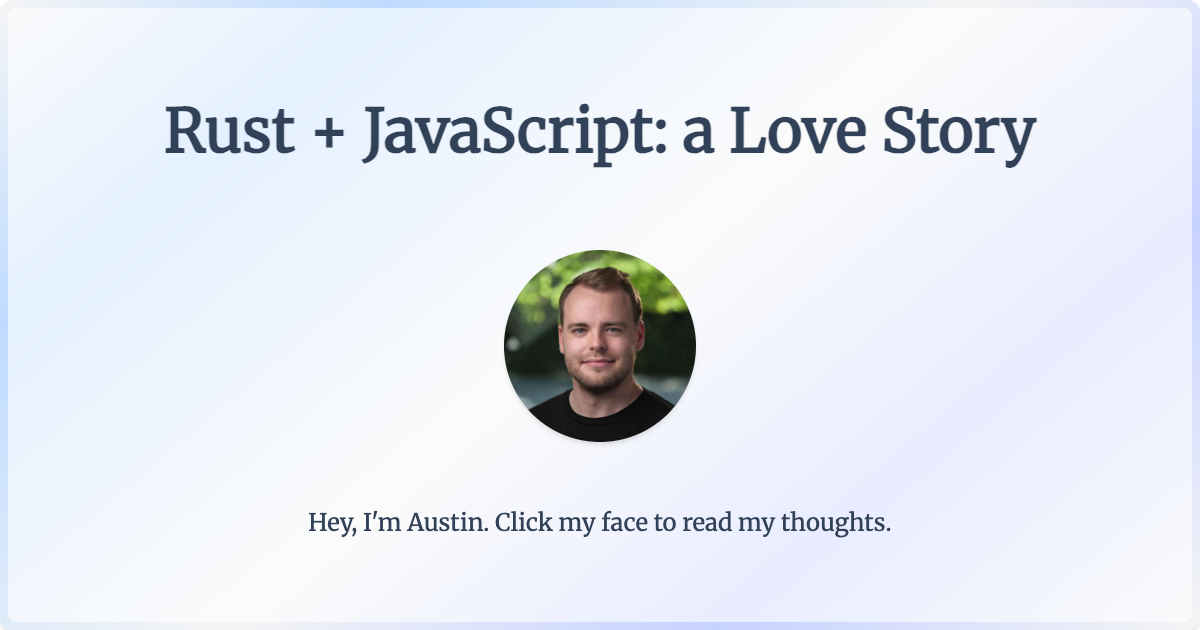 Rust + JavaScript: a Love Story
Hey, I'm Austin. Click my face to read my thoughts.